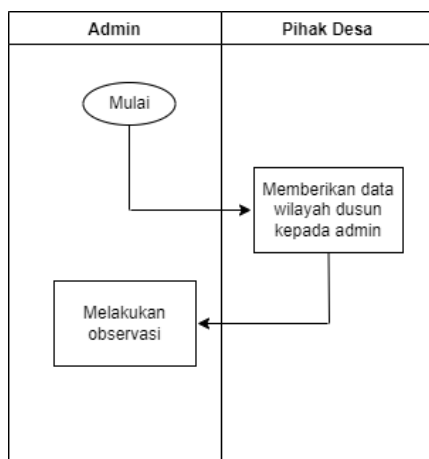 Admin
Pihak Desa
Mulai
Memberikan data
wilayah dusun
kepada admin
Melakukan
observasi